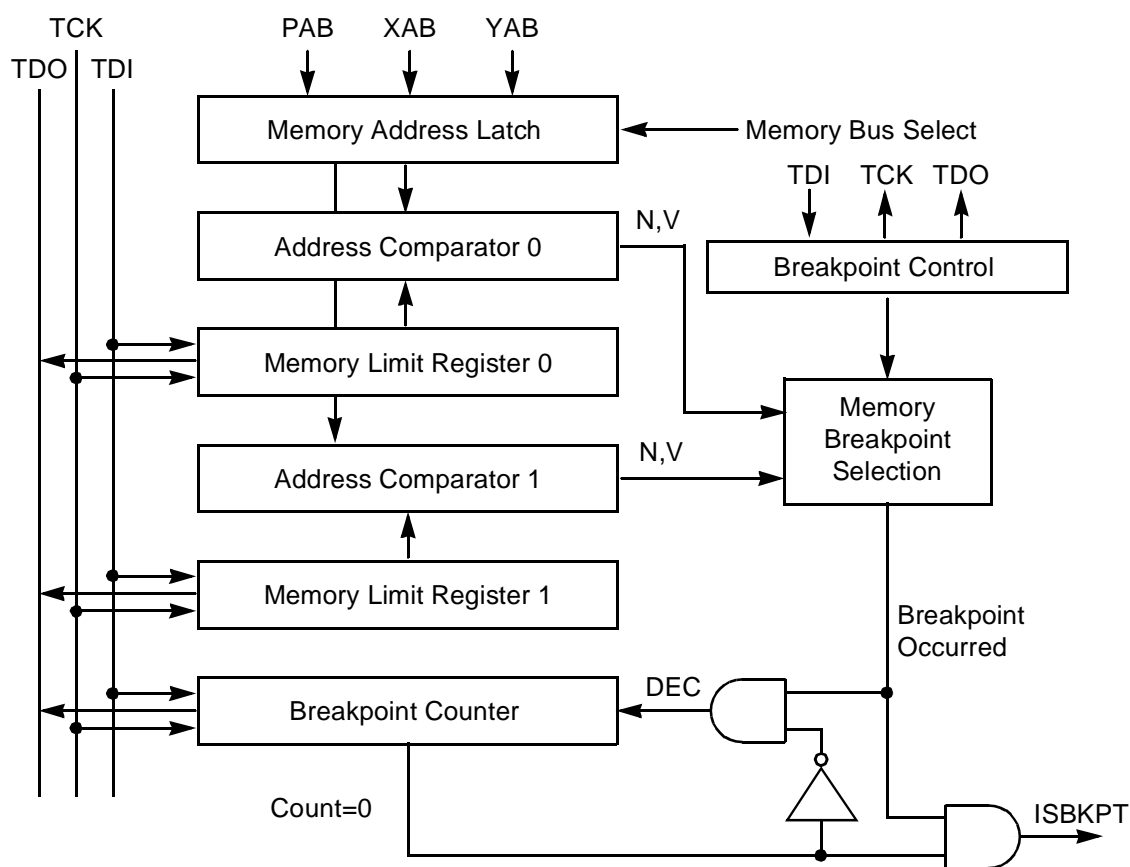 TCK
PAB XAB YAB
TDO TDI
Memory Address Latch
Memory Bus Select
TDI TCK TDO
N,V
Address Comparator 0
Breakpoint Control
Memory Limit Register 0
Memory
Breakpoint
Selection
N,V
Address Comparator 1
Memory Limit Register 1
Breakpoint
Occurred
DEC
Breakpoint Counter
Count=0
ISBKPT